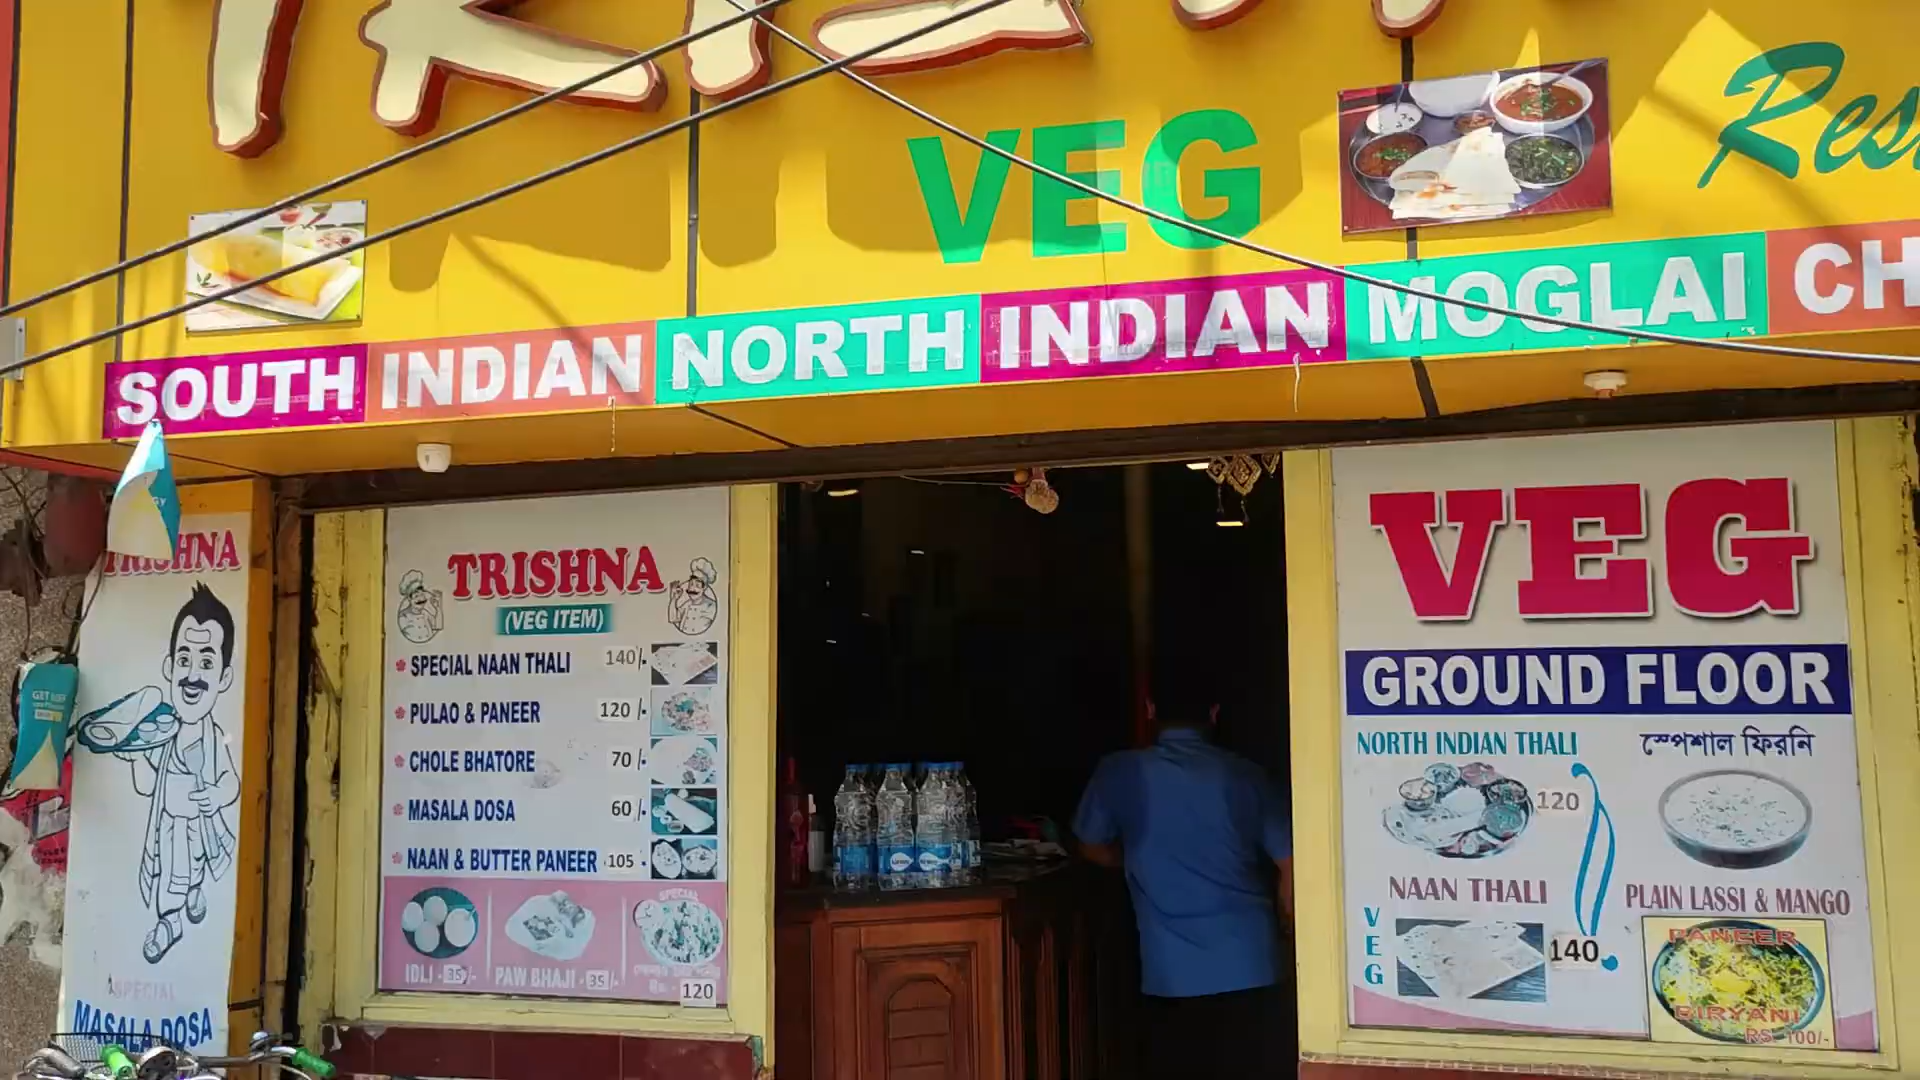 VEG
SOUTH INDIAN NORTH INDIAN MOGLAI
TRISHNA
SPECIAL
MASALA DOSA
TRISHNA
(VEG ITEM)
SPECIAL NAAN THALI 140/-
PULAO & PANEER 120/-
CHOLE BHATORE 70/-
MASALA DOSA 60/-
NAAN & BUTTER PANEER 105
SPECIAL
IDLI - 35/- PAW BHAJI - 35/-
120
VEG
GROUND FLOOR
NORTH INDIAN THALI স্পেশাল ফিরনি
120
NAAN THALI PLAIN LASSI & MANGO
VEG
140
PANEER
BIRYANI
RS. 100/-